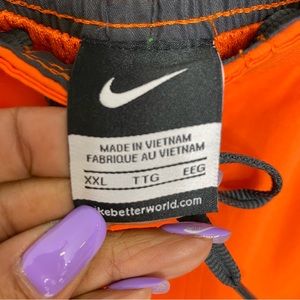 MADE IN VIETNAM
FABRIQUE AU VIETNAM
XXL TTG EEG
kebetterworld.com